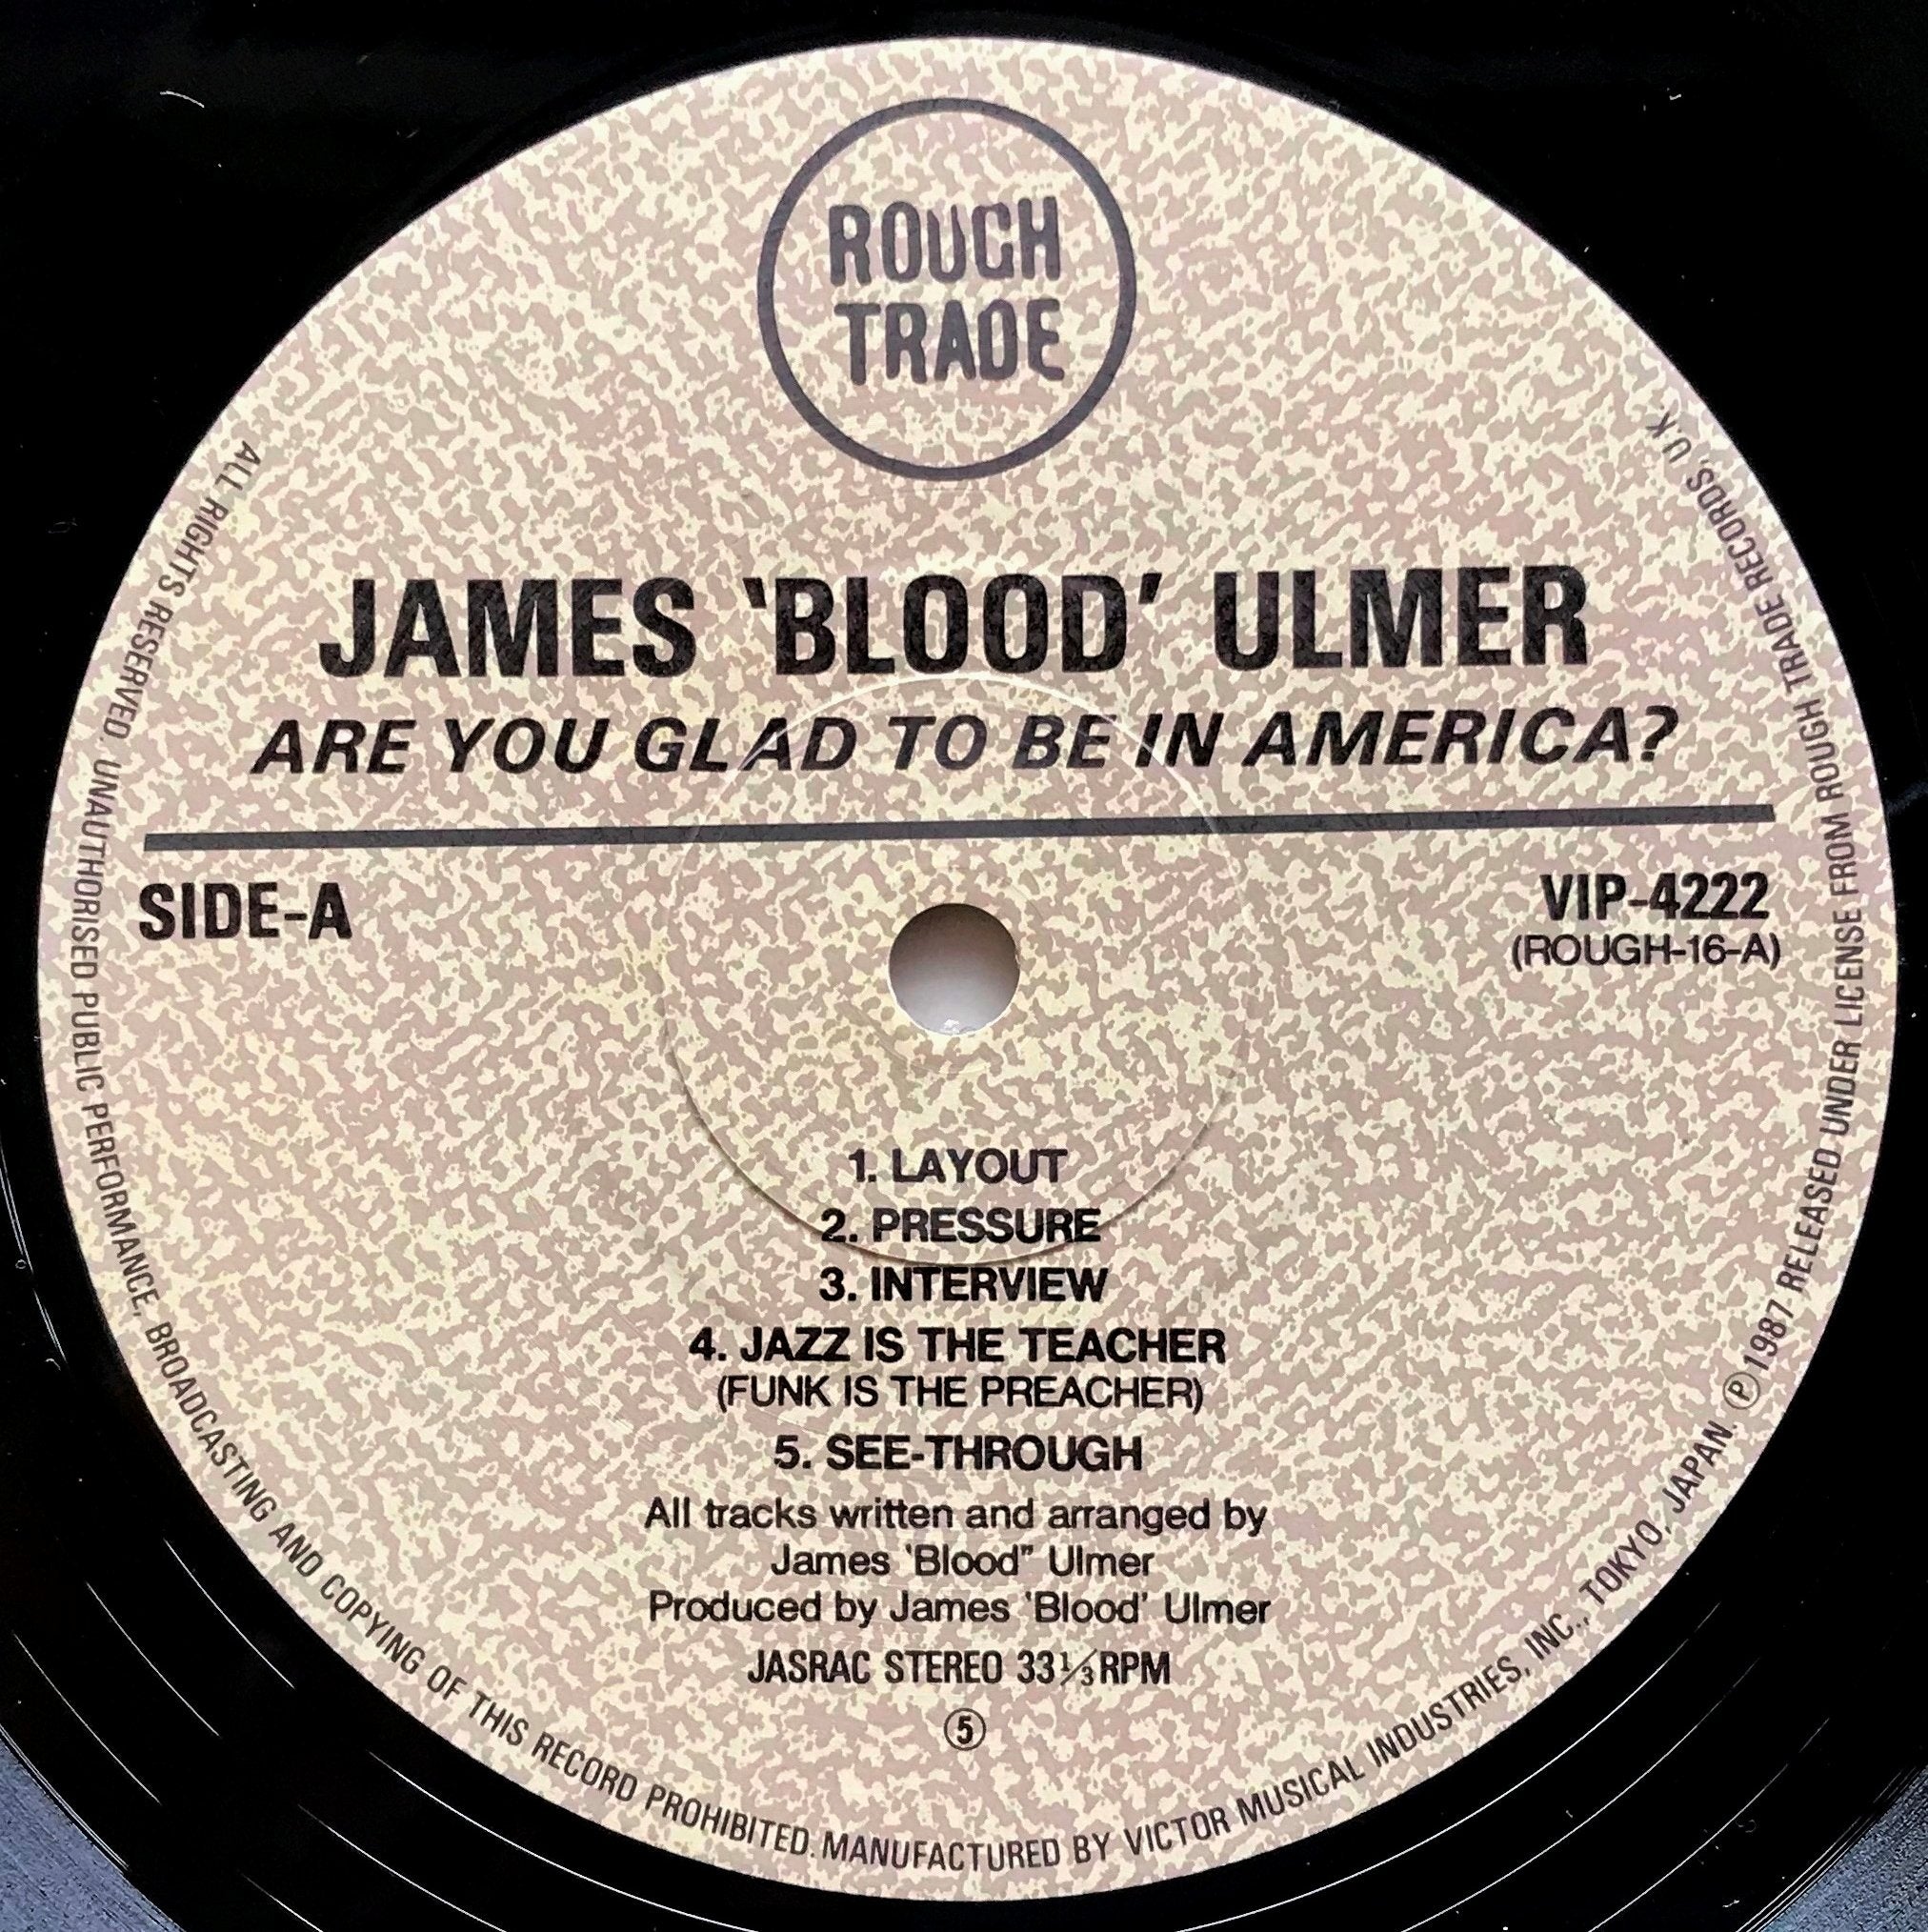 ROUGH
TRADE
JAMES 'BLOOD' ULMER
ARE YOU GLAD TO BE IN AMERICA?
SIDE-A
VIP-4222
(ROUGH-16-A)
1. LAYOUT
2. PRESSURE
3. INTERVIEW
4. JAZZ IS THE TEACHER
(FUNK IS THE PREACHER)
5. SEE-THROUGH
All tracks written and arranged by
James 'Blood" Ulmer
Produced by James 'Blood' Ulmer
JASRAC STEREO 33⅓RPM
⑤
ALL RIGHTS RESERVED. UNAUTHORISED PUBLIC PERFORMANCE, BROADCASTING AND COPYING OF THIS RECORD PROHIBITED. MANUFACTURED BY VICTOR MUSICAL INDUSTRIES, INC., TOKYO, JAPAN. ℗1987 RELEASED UNDER LICENSE FROM ROUGH TRADE RECORDS, U.K